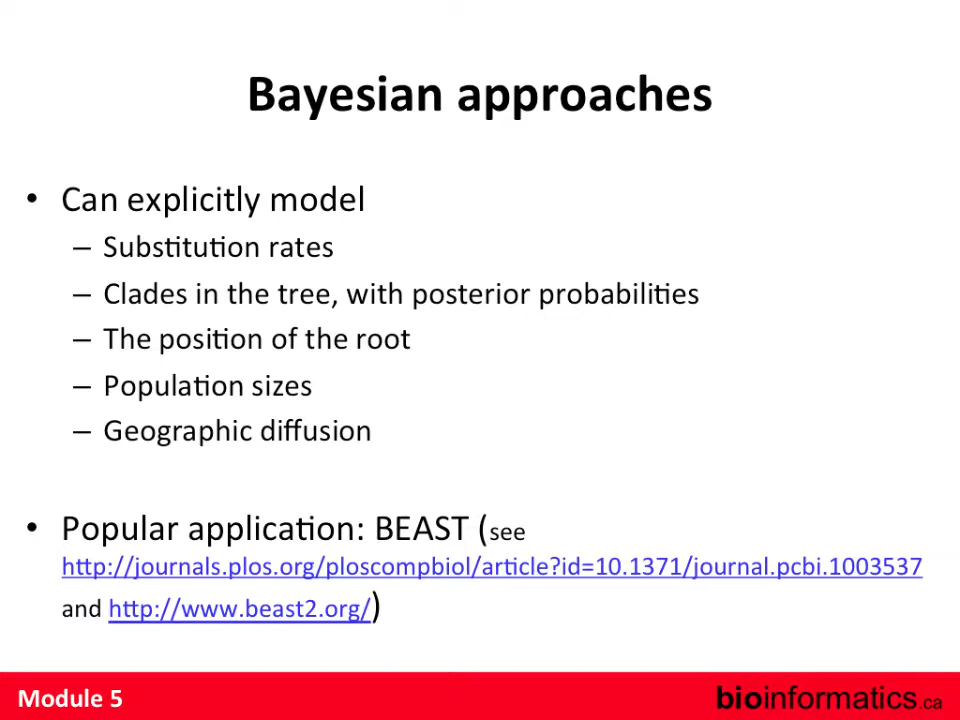 Bayesian approaches
• Can explicitly model
– Substitution rates
– Clades in the tree, with posterior probabilities
– The position of the root
– Population sizes
– Geographic diffusion
• Popular application: BEAST (see
http://journals.plos.org/ploscompbiol/article?id=10.1371/journal.pcbi.1003537
and http://www.beast2.org/)
Module 5
bioinformatics.ca